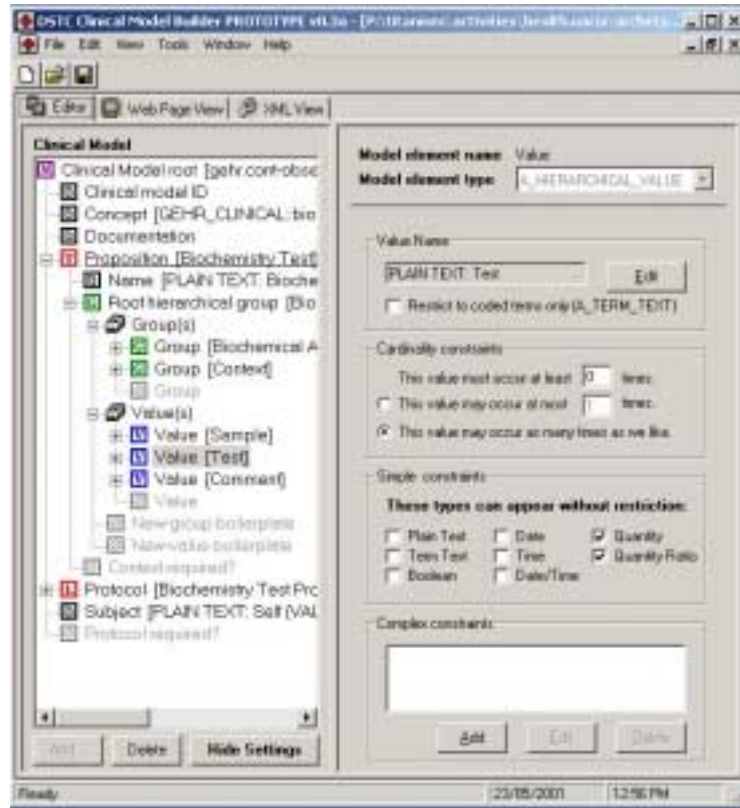 DSTC Clinical Model Builder PROTOTYPE
File Edit View Tools Window Help
Editor Web Page View XML View
Clinical Model
Clinical Model root [gehr.cont-obse
Clinical model ID
Concept [GEHR_CLINICAL: bio
Documentation
Proposition [Biochemistry Test]
Name [PLAIN TEXT: Bioche
Root hierarchical group [Bio
Group(s)
Group [Biochemical A
Group [Context]
Group
Value(s)
Value [Sample]
Value [Test]
Value [Comment]
Value
New-group boilerplate
New-value boilerplate
Context required?
Protocol [Biochemistry Test Pro
Subject [PLAIN TEXT: Self (VAL
Protocol required?
Add Delete Hide Settings
Model element name Value
Model element type A_HIERARCHICAL_VALUE
Value Name
[PLAIN TEXT: Test
Edit
Restrict to coded terms only (A_TERM_TEXT)
Cardinality constraints
This value must occur at least 0 times.
This value may occur at most 1 times.
This value may occur as many times as we like.
Simple constraints
These types can appear without restriction:
Plain Text Date Quantity
Term Text Time Quantity Ratio
Boolean Date/Time
Complex constraints
Add Edit Delete
Ready 23/05/2001 12:56 PM